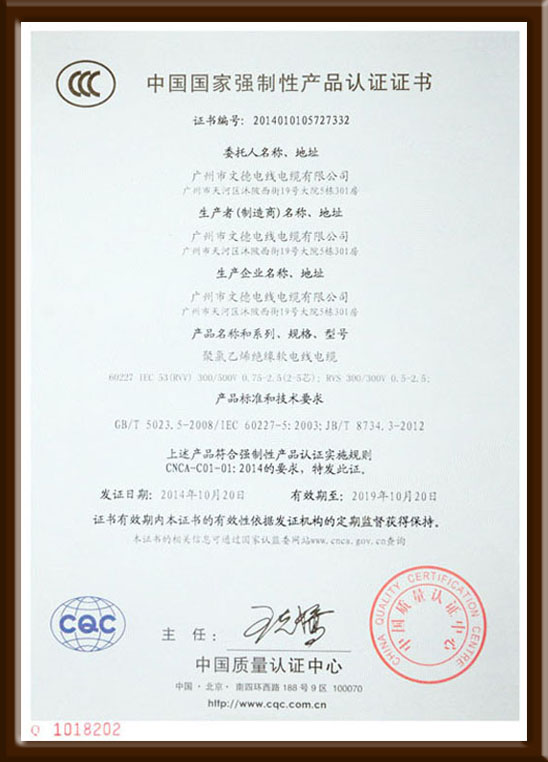 CCC
中国国家强制性产品认证证书
证书编号: 2014010105727332
委托人名称、地址
广州市文德电线电缆有限公司
广州市天河区沐陂西街19号大院5栋301房
生产者(制造商)名称、地址
广州市文德电线电缆有限公司
广州市天河区沐陂西街19号大院5栋301房
生产企业名称、地址
广州市文德电线电缆有限公司
广州市天河区沐陂西街19号大院5栋301房
产品名称和系列、规格、型号
聚氯乙烯绝缘软电线电缆
60227 IEC 53(RVV) 300/500V 0.75-2.5(2-5芯); RVS 300/300V 0.5-2.5;
产品标准和技术要求
GB/T 5023.5-2008/IEC 60227-5:2003;JB/T 8734.3-2012
上述产品符合强制性产品认证实施规则
CNCA-C01-01:2014的要求，特发此证。
发证日期: 2014年10月20日 有效期至: 2019年10月20日
证书有效期内本证书的有效性依据发证机构的定期监督获得保持。
本证书的相关信息可通过国家认监委网站www.cnca.gov.cn查询
CQC
主 任:
中国质量认证中心
中国·北京·南四环西路 188 号 9 区 100070
http://www.cqc.com.cn
CHINA QUALITY CERTIFICATION CENTRE
中国质量认证中心
Q 1018202